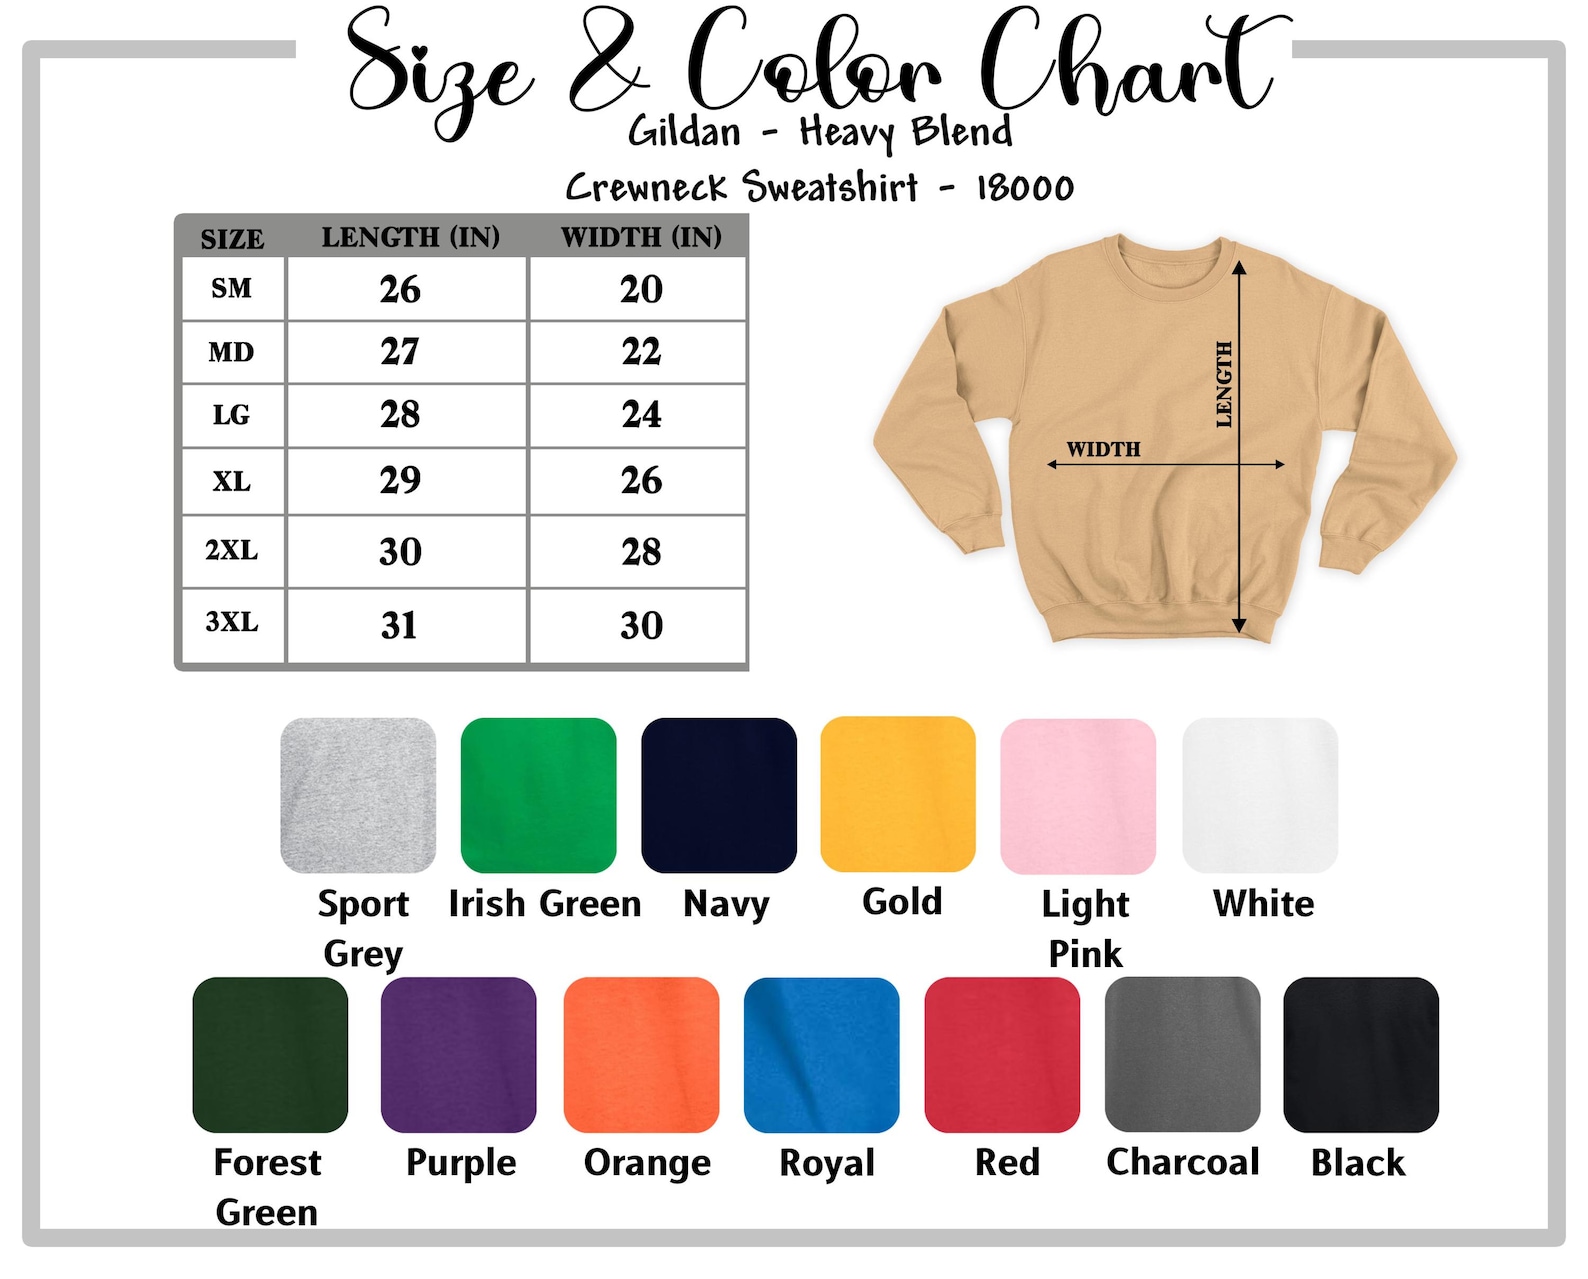 Size & Color Chart
Gildan - Heavy Blend
Crewneck Sweatshirt - 18000
SIZE LENGTH (IN) WIDTH (IN)
SM 26 20
MD 27 22
LG 28 24
XL 29 26
2XL 30 28
3XL 31 30
LENGTH
WIDTH
Sport Irish Green Navy Gold Light White
Grey Pink
Forest Purple Orange Royal Red Charcoal Black
Green